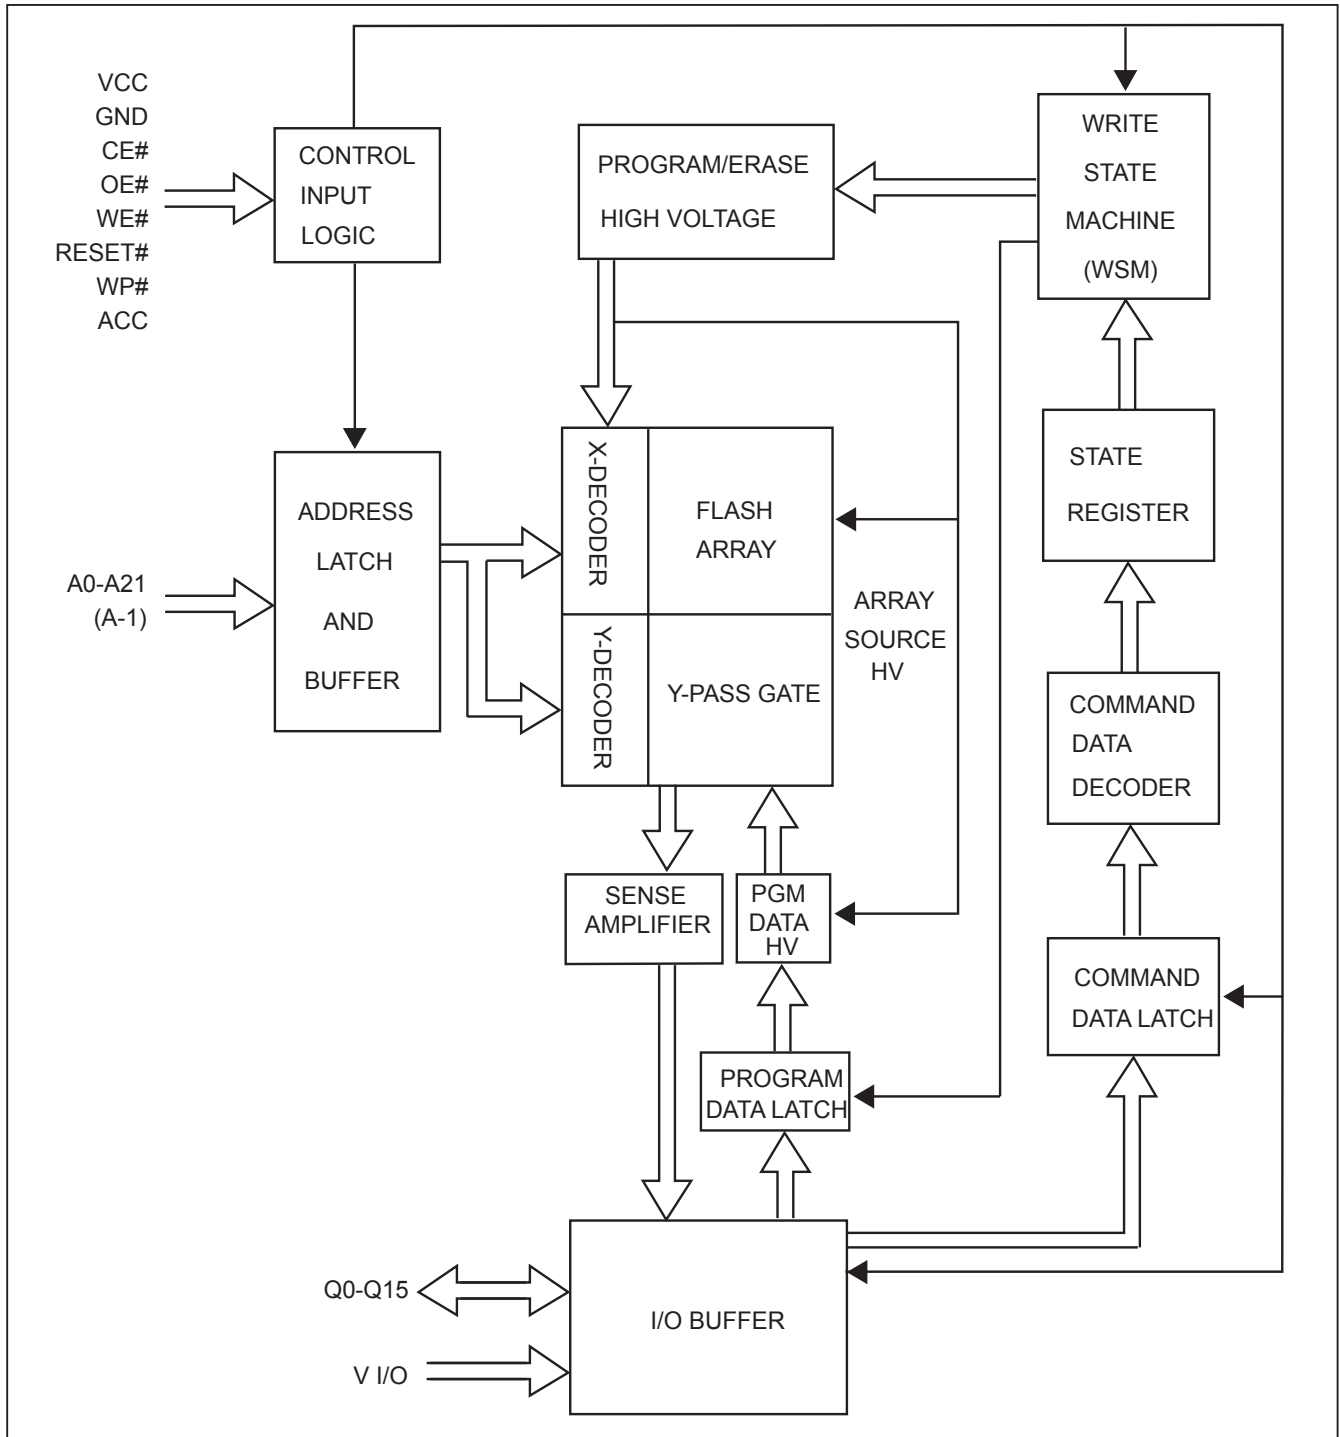 VCC
GND
CE#
OE#
WE#
RESET#
WP#
ACC
CONTROL
INPUT
LOGIC
PROGRAM/ERASE
HIGH VOLTAGE
WRITE
STATE
MACHINE
(WSM)
ADDRESS
LATCH
AND
BUFFER
A0-A21
(A-1)
X-DECODER
FLASH
ARRAY
Y-DECODER
Y-PASS GATE
ARRAY
SOURCE
HV
STATE
REGISTER
COMMAND
DATA
DECODER
SENSE
AMPLIFIER
PGM
DATA
HV
COMMAND
DATA LATCH
PROGRAM
DATA LATCH
Q0-Q15
V I/O
I/O BUFFER